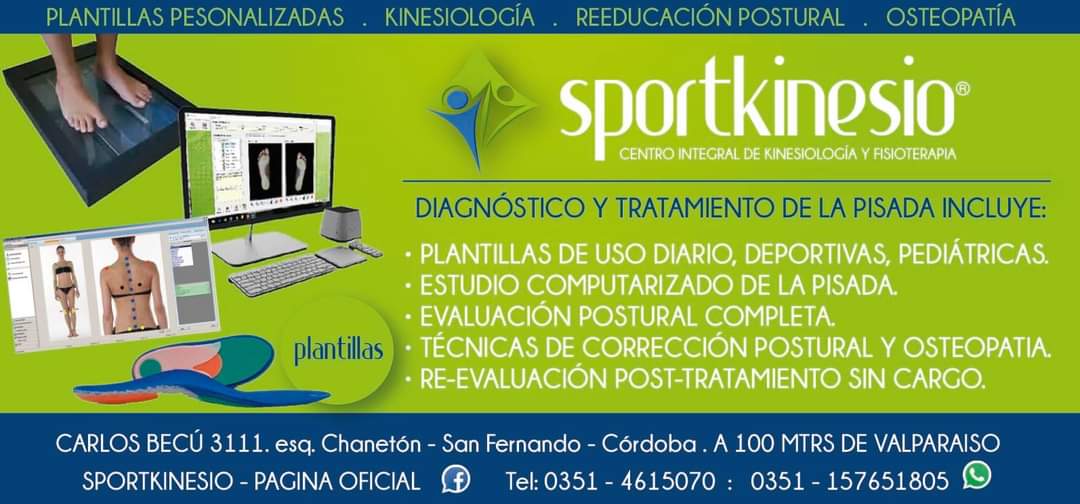 PLANTILLAS PESONALIZADAS . KINESIOLOGÍA . REEDUCACIÓN POSTURAL . OSTEOPATÍA
sportkinesio®
CENTRO INTEGRAL DE KINESIOLOGÍA Y FISIOTERAPIA
DIAGNÓSTICO Y TRATAMIENTO DE LA PISADA INCLUYE:
• PLANTILLAS DE USO DIARIO, DEPORTIVAS, PEDIÁTRICAS.
• ESTUDIO COMPUTARIZADO DE LA PISADA.
• EVALUACIÓN POSTURAL COMPLETA.
• TÉCNICAS DE CORRECCIÓN POSTURAL Y OSTEOPATIA.
• RE-EVALUACIÓN POST-TRATAMIENTO SIN CARGO.
plantillas
CARLOS BECÚ 3111. esq. Chanetón - San Fernando - Córdoba . A 100 MTRS DE VALPARAISO
SPORTKINESIO - PAGINA OFICIAL f Tel: 0351 - 4615070 : 0351 - 157651805